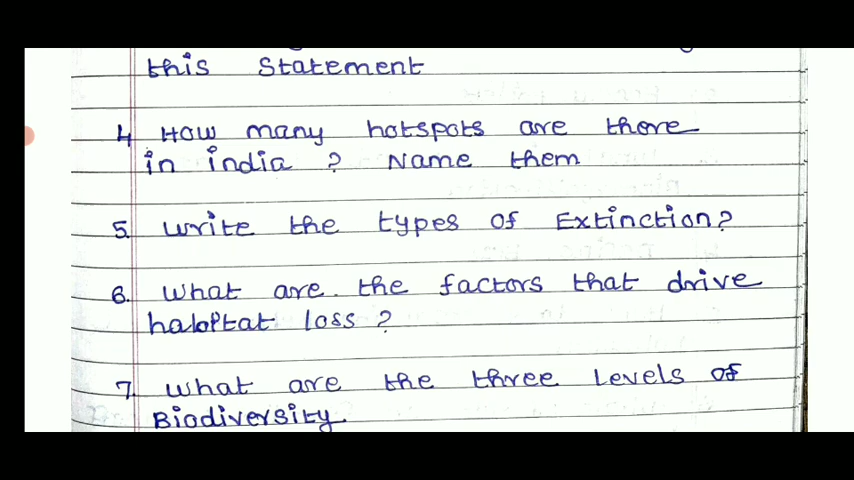 this Statement
4 How many hotspots are there
in india ? Name them
5. Write the types of Extinction?
6. What are the factors that drive
habitat loss ?
7. What are the three Levels of
Biodiversity.